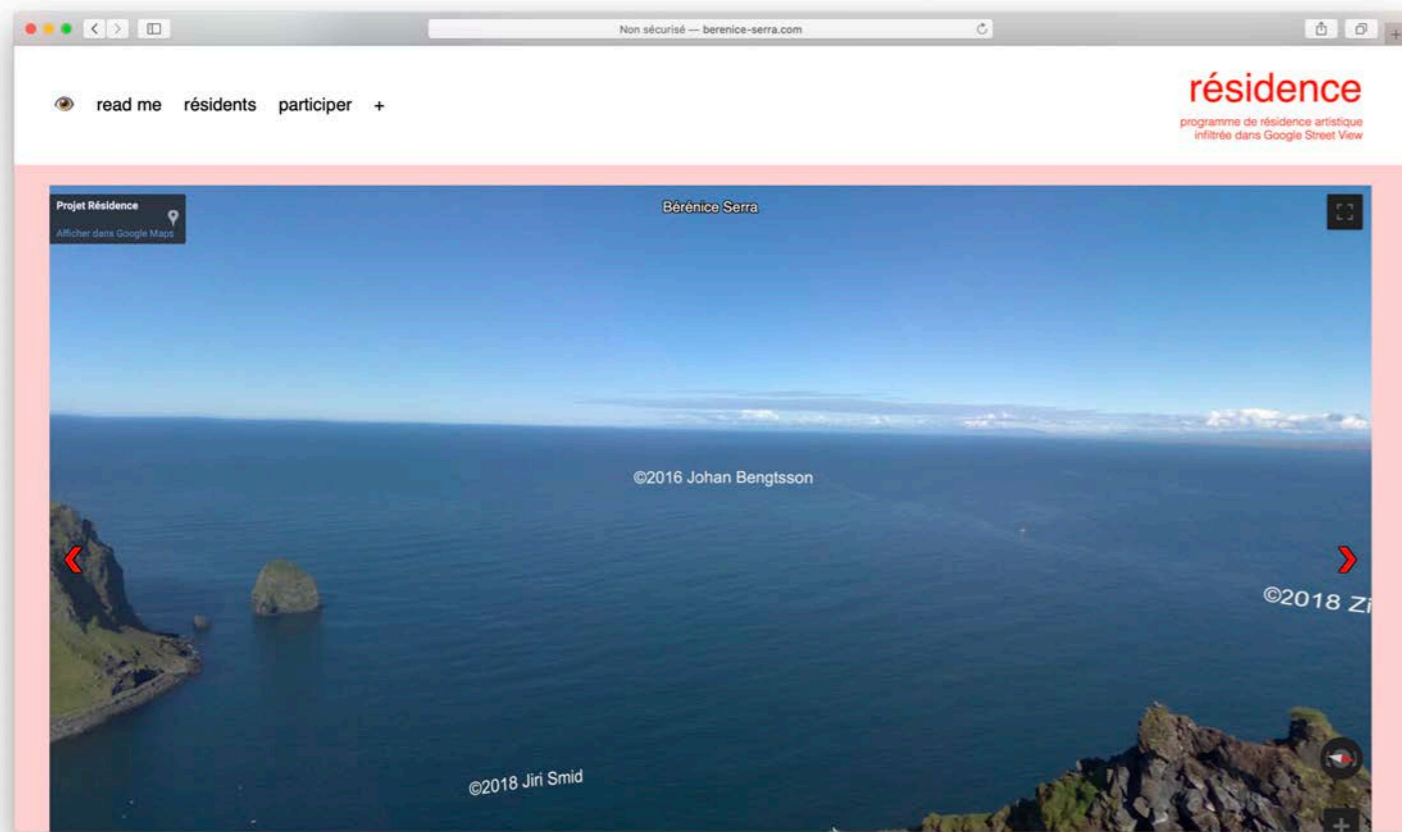 Non sécurisé — berenice-serra.com
👁 read me résidents participer +
résidence
programme de résidence artistique
infiltrée dans Google Street View
Projet Résidence
Afficher dans Google Maps
Bérénice Serra
©2016 Johan Bengtsson
©2018 Zi
©2018 Jiri Smid